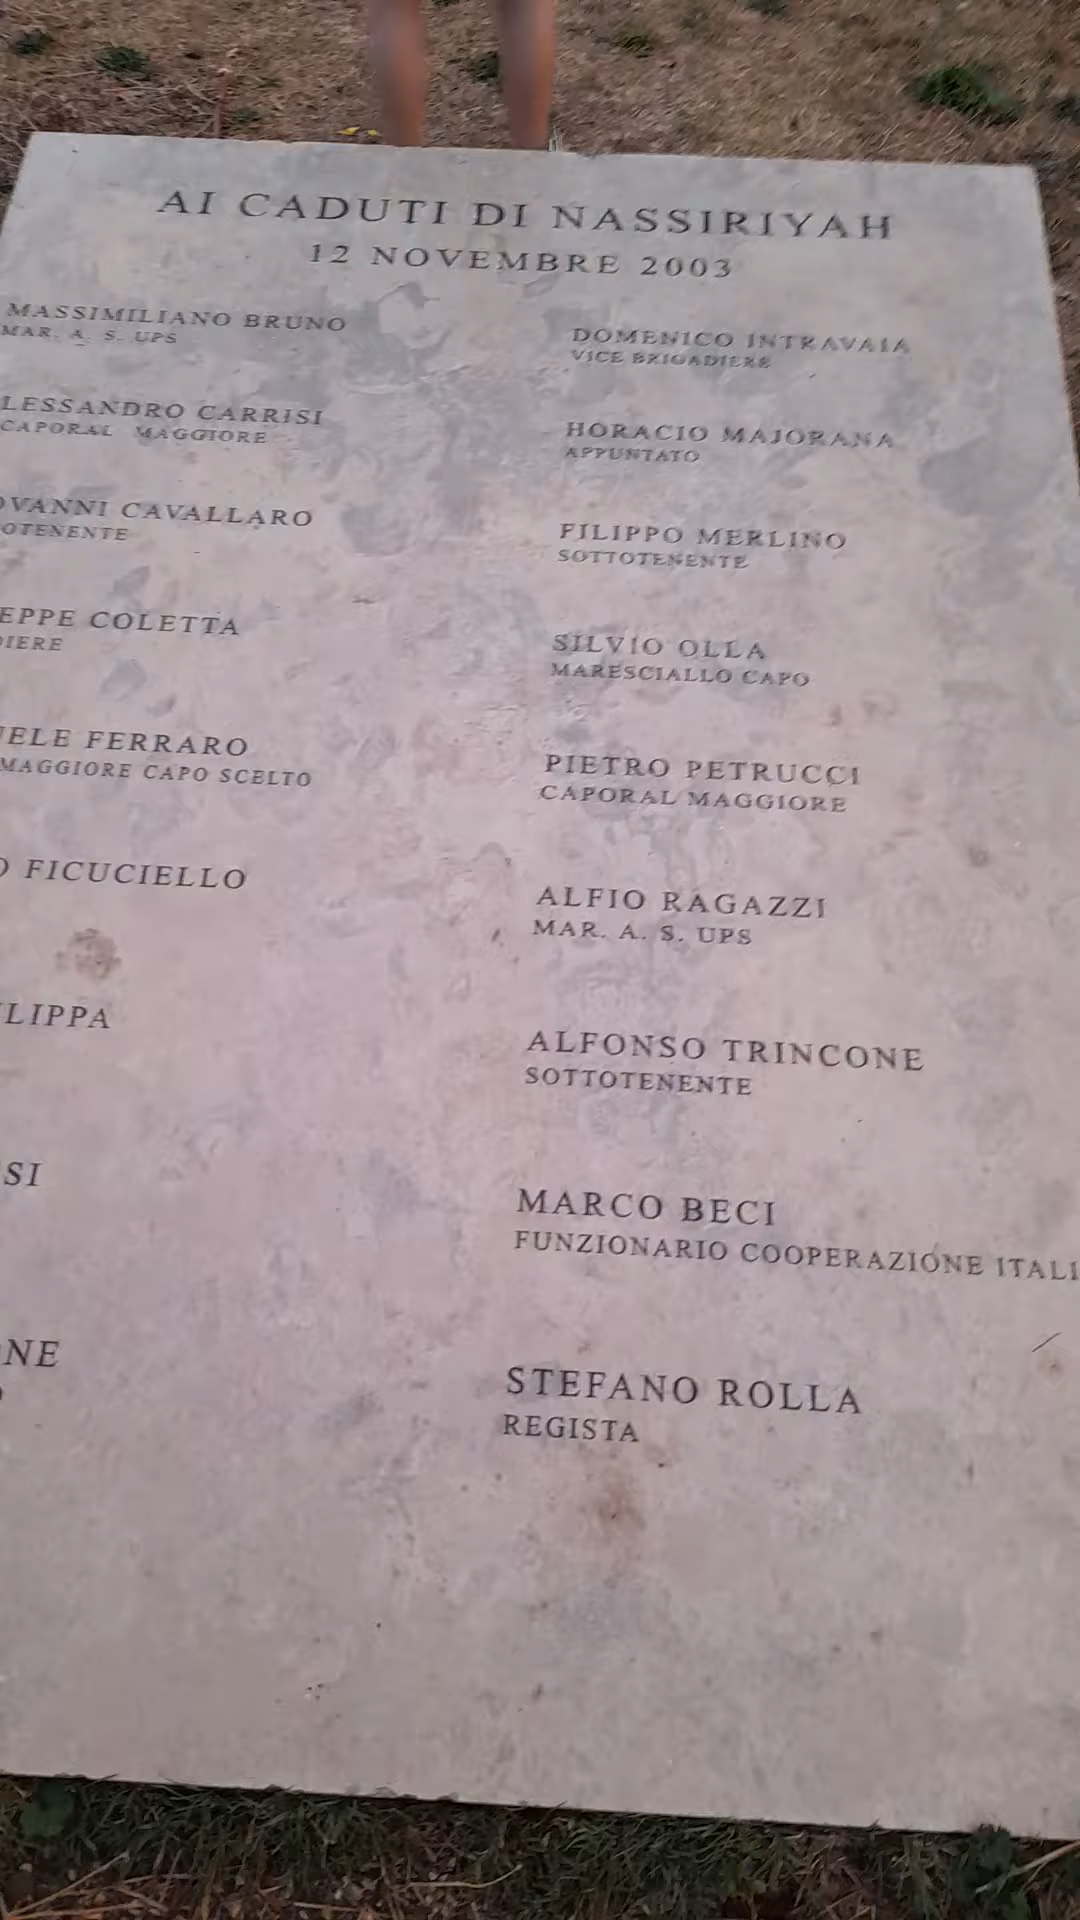 AI CADUTI DI NASSIRIYAH
12 NOVEMBRE 2003
MASSIMILIANO BRUNO
MAR. A. S. UPS
LESSANDRO CARRISI
CAPORAL MAGGIORE
OVANNI CAVALLARO
OTENENTE
EPPE COLETTA
DIERE
UELE FERRARO
MAGGIORE CAPO SCELTO
O FICUCIELLO
ILIPPA
SI
NE
DOMENICO INTRAVAIA
VICE BRIGADIERE
HORACIO MAJORANA
APPUNTATO
FILIPPO MERLINO
SOTTOTENENTE
SILVIO OLLA
MARESCIALLO CAPO
PIETRO PETRUCCI
CAPORAL MAGGIORE
ALFIO RAGAZZI
MAR. A. S. UPS
ALFONSO TRINCONE
SOTTOTENENTE
MARCO BECI
FUNZIONARIO COOPERAZIONE ITALI
STEFANO ROLLA
REGISTA